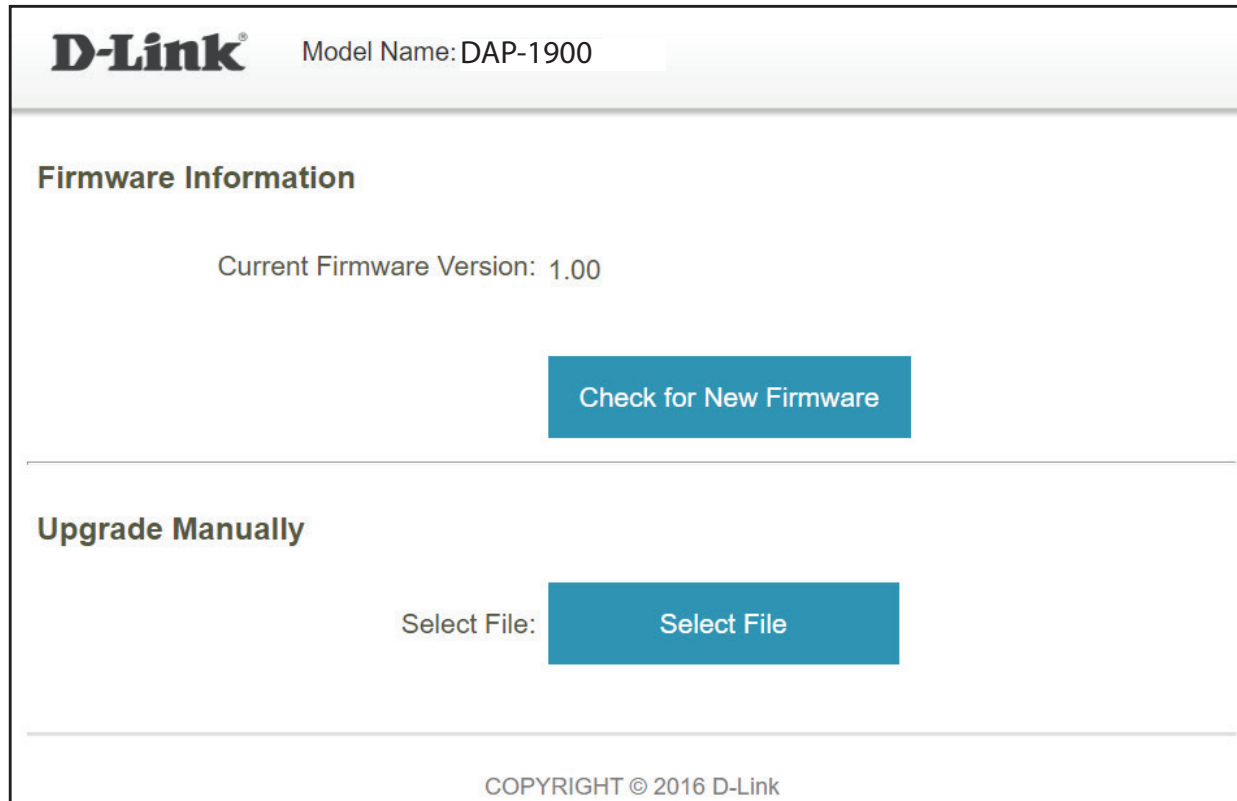 D-Link® Model Name: DAP-1900
Firmware Information
Current Firmware Version: 1.00
Check for New Firmware
Upgrade Manually
Select File: Select File
COPYRIGHT © 2016 D-Link